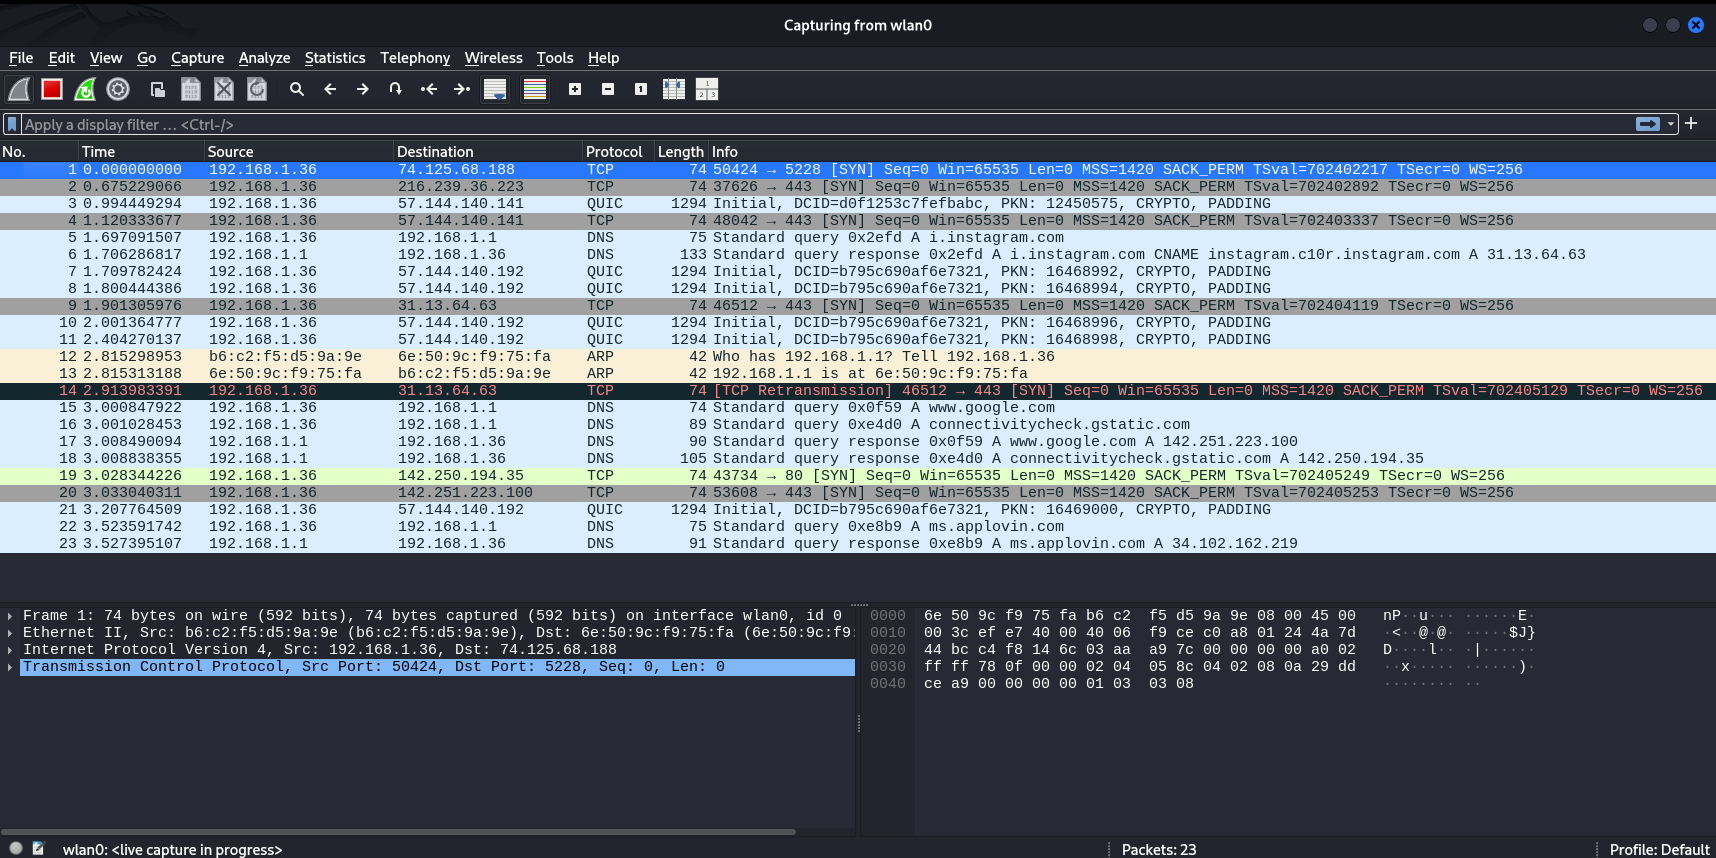 Capturing from wlan0
File Edit View Go Capture Analyze Statistics Telephony Wireless Tools Help
Apply a display filter … <Ctrl-/>
No. Time Source Destination Protocol Length Info
1 0.000000000 192.168.1.36 74.125.68.188 TCP 74 50424 → 5228 [SYN] Seq=0 Win=65535 Len=0 MSS=1420 SACK_PERM TSval=702402217 TSecr=0 WS=256
2 0.675229066 192.168.1.36 216.239.36.223 TCP 74 37626 → 443 [SYN] Seq=0 Win=65535 Len=0 MSS=1420 SACK_PERM TSval=702402892 TSecr=0 WS=256
3 0.994449294 192.168.1.36 57.144.140.141 QUIC 1294 Initial, DCID=d0f1253c7fefbabc, PKN: 12450575, CRYPTO, PADDING
4 1.120333677 192.168.1.36 57.144.140.141 TCP 74 48042 → 443 [SYN] Seq=0 Win=65535 Len=0 MSS=1420 SACK_PERM TSval=702403337 TSecr=0 WS=256
5 1.697091507 192.168.1.36 192.168.1.1 DNS 75 Standard query 0x2efd A i.instagram.com
6 1.706286817 192.168.1.1 192.168.1.36 DNS 133 Standard query response 0x2efd A i.instagram.com CNAME instagram.c10r.instagram.com A 31.13.64.63
7 1.709782424 192.168.1.36 57.144.140.192 QUIC 1294 Initial, DCID=b795c690af6e7321, PKN: 16468992, CRYPTO, PADDING
8 1.800444386 192.168.1.36 57.144.140.192 QUIC 1294 Initial, DCID=b795c690af6e7321, PKN: 16468994, CRYPTO, PADDING
9 1.901305976 192.168.1.36 31.13.64.63 TCP 74 46512 → 443 [SYN] Seq=0 Win=65535 Len=0 MSS=1420 SACK_PERM TSval=702404119 TSecr=0 WS=256
10 2.001364777 192.168.1.36 57.144.140.192 QUIC 1294 Initial, DCID=b795c690af6e7321, PKN: 16468996, CRYPTO, PADDING
11 2.404270137 192.168.1.36 57.144.140.192 QUIC 1294 Initial, DCID=b795c690af6e7321, PKN: 16468998, CRYPTO, PADDING
12 2.815298953 b6:c2:f5:d5:9a:9e 6e:50:9c:f9:75:fa ARP 42 Who has 192.168.1.1? Tell 192.168.1.36
13 2.815313188 6e:50:9c:f9:75:fa b6:c2:f5:d5:9a:9e ARP 42 192.168.1.1 is at 6e:50:9c:f9:75:fa
14 2.913983391 192.168.1.36 31.13.64.63 TCP 74 [TCP Retransmission] 46512 → 443 [SYN] Seq=0 Win=65535 Len=0 MSS=1420 SACK_PERM TSval=702405129 TSecr=0 WS=256
15 3.000847922 192.168.1.36 192.168.1.1 DNS 74 Standard query 0x0f59 A www.google.com
16 3.001028453 192.168.1.36 192.168.1.1 DNS 89 Standard query 0xe4d0 A connectivitycheck.gstatic.com
17 3.008490094 192.168.1.1 192.168.1.36 DNS 90 Standard query response 0x0f59 A www.google.com A 142.251.223.100
18 3.008838355 192.168.1.1 192.168.1.36 DNS 105 Standard query response 0xe4d0 A connectivitycheck.gstatic.com A 142.250.194.35
19 3.028344226 192.168.1.36 142.250.194.35 TCP 74 43734 → 80 [SYN] Seq=0 Win=65535 Len=0 MSS=1420 SACK_PERM TSval=702405249 TSecr=0 WS=256
20 3.033040311 192.168.1.36 142.251.223.100 TCP 74 53608 → 443 [SYN] Seq=0 Win=65535 Len=0 MSS=1420 SACK_PERM TSval=702405253 TSecr=0 WS=256
21 3.207764509 192.168.1.36 57.144.140.192 QUIC 1294 Initial, DCID=b795c690af6e7321, PKN: 16469000, CRYPTO, PADDING
22 3.523591742 192.168.1.36 192.168.1.1 DNS 75 Standard query 0xe8b9 A ms.applovin.com
23 3.527395107 192.168.1.1 192.168.1.36 DNS 91 Standard query response 0xe8b9 A ms.applovin.com A 34.102.162.219
Frame 1: 74 bytes on wire (592 bits), 74 bytes captured (592 bits) on interface wlan0, id 0
Ethernet II, Src: b6:c2:f5:d5:9a:9e (b6:c2:f5:d5:9a:9e), Dst: 6e:50:9c:f9:75:fa (6e:50:9c:f9:
Internet Protocol Version 4, Src: 192.168.1.36, Dst: 74.125.68.188
Transmission Control Protocol, Src Port: 50424, Dst Port: 5228, Seq: 0, Len: 0
0000 6e 50 9c f9 75 fa b6 c2 f5 d5 9a 9e 08 00 45 00 nP··u··· ······E·
0010 00 3c ef e7 40 00 40 06 f9 ce c0 a8 01 24 4a 7d ·<··@·@· ·····$J}
0020 44 bc c4 f8 14 6c 03 aa a9 7c 00 00 00 00 a0 02 D····l·· ·|······
0030 ff ff 78 0f 00 00 02 04 05 8c 04 02 08 0a 29 dd ··x····· ······)·
0040 ce a9 00 00 00 00 01 03 03 08 ········ ··
wlan0: <live capture in progress> Packets: 23 Profile: Default